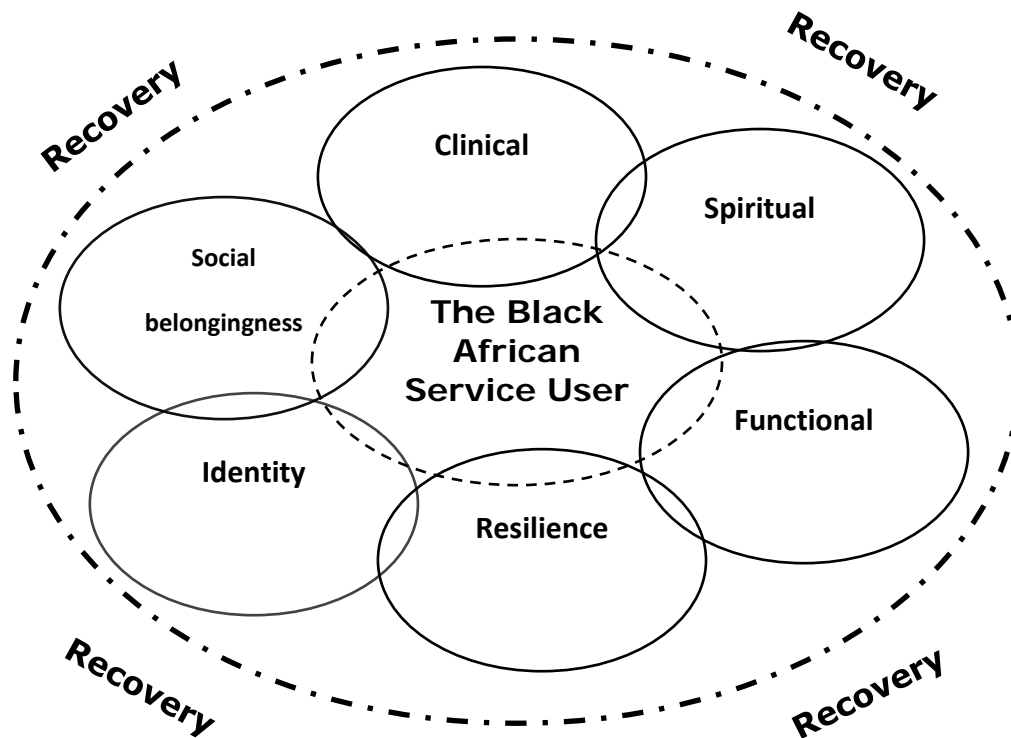 Recovery
Recovery
Clinical
Spiritual
Social
belongingness
The Black
African
Service User
Functional
Identity
Resilience
Recovery
Recovery